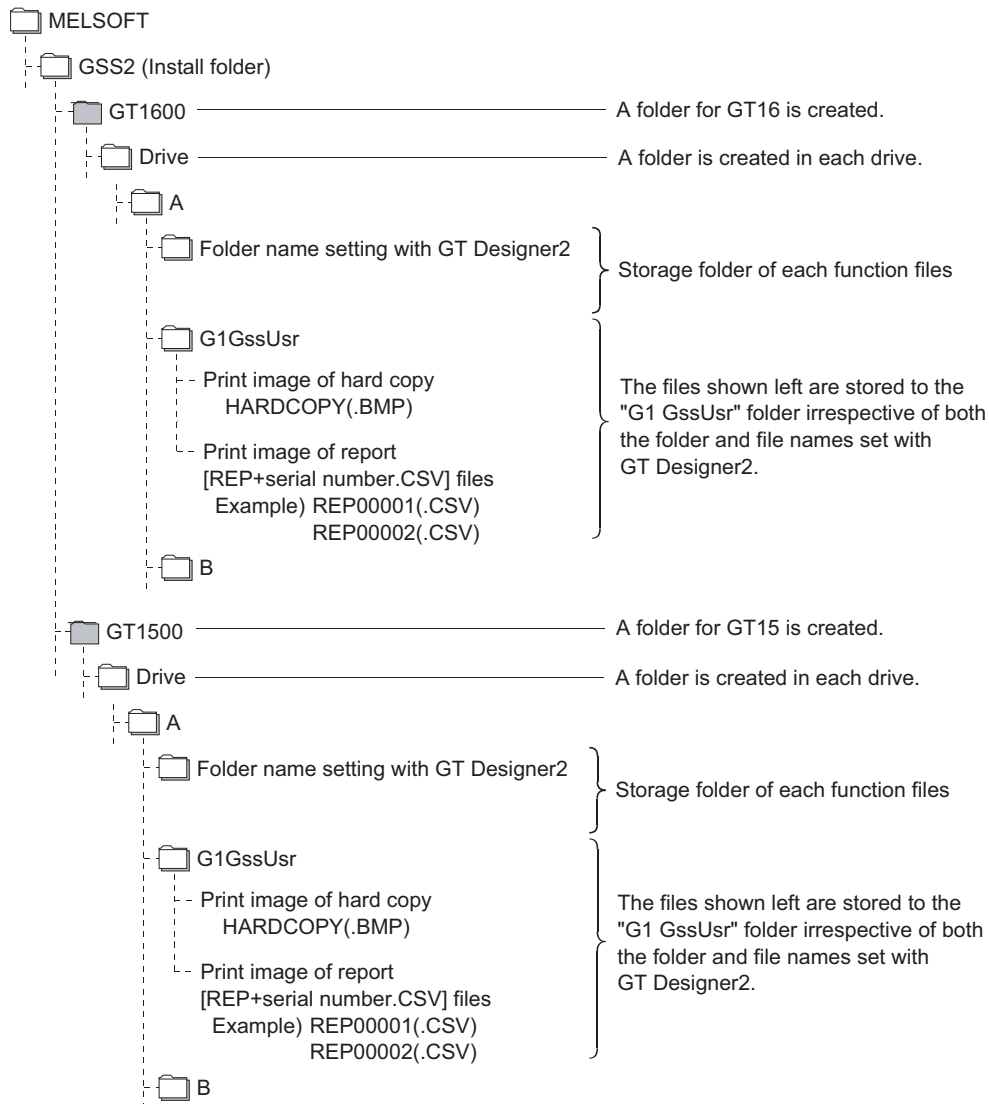 MELSOFT
GSS2 (Install folder)
GT1600
A folder for GT16 is created.
Drive
A folder is created in each drive.
A
Folder name setting with GT Designer2
Storage folder of each function files
G1GssUsr
Print image of hard copy
HARDCOPY(.BMP)
Print image of report
[REP+serial number.CSV] files
Example) REP00001(.CSV)
REP00002(.CSV)
The files shown left are stored to the
"G1 GssUsr" folder irrespective of both
the folder and file names set with
GT Designer2.
B
GT1500
A folder for GT15 is created.
Drive
A folder is created in each drive.
A
Folder name setting with GT Designer2
Storage folder of each function files
G1GssUsr
Print image of hard copy
HARDCOPY(.BMP)
Print image of report
[REP+serial number.CSV] files
Example) REP00001(.CSV)
REP00002(.CSV)
The files shown left are stored to the
"G1 GssUsr" folder irrespective of both
the folder and file names set with
GT Designer2.
B